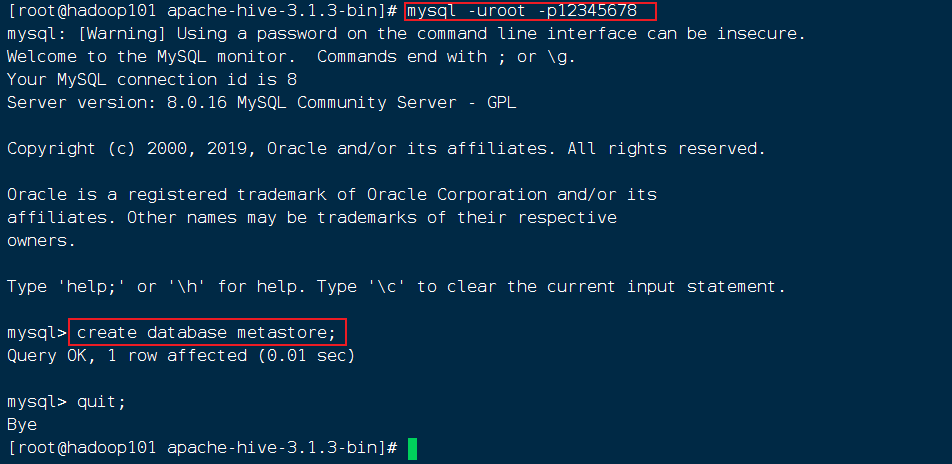 [root@hadoop101 apache-hive-3.1.3-bin]# mysql -uroot -p12345678
mysql: [Warning] Using a password on the command line interface can be insecure.
Welcome to the MySQL monitor.  Commands end with ; or \g.
Your MySQL connection id is 8
Server version: 8.0.16 MySQL Community Server - GPL
Copyright (c) 2000, 2019, Oracle and/or its affiliates. All rights reserved.
Oracle is a registered trademark of Oracle Corporation and/or its
affiliates. Other names may be trademarks of their respective
owners.
Type 'help;' or '\h' for help. Type '\c' to clear the current input statement.
mysql> create database metastore;
Query OK, 1 row affected (0.01 sec)
mysql> quit;
Bye
[root@hadoop101 apache-hive-3.1.3-bin]#